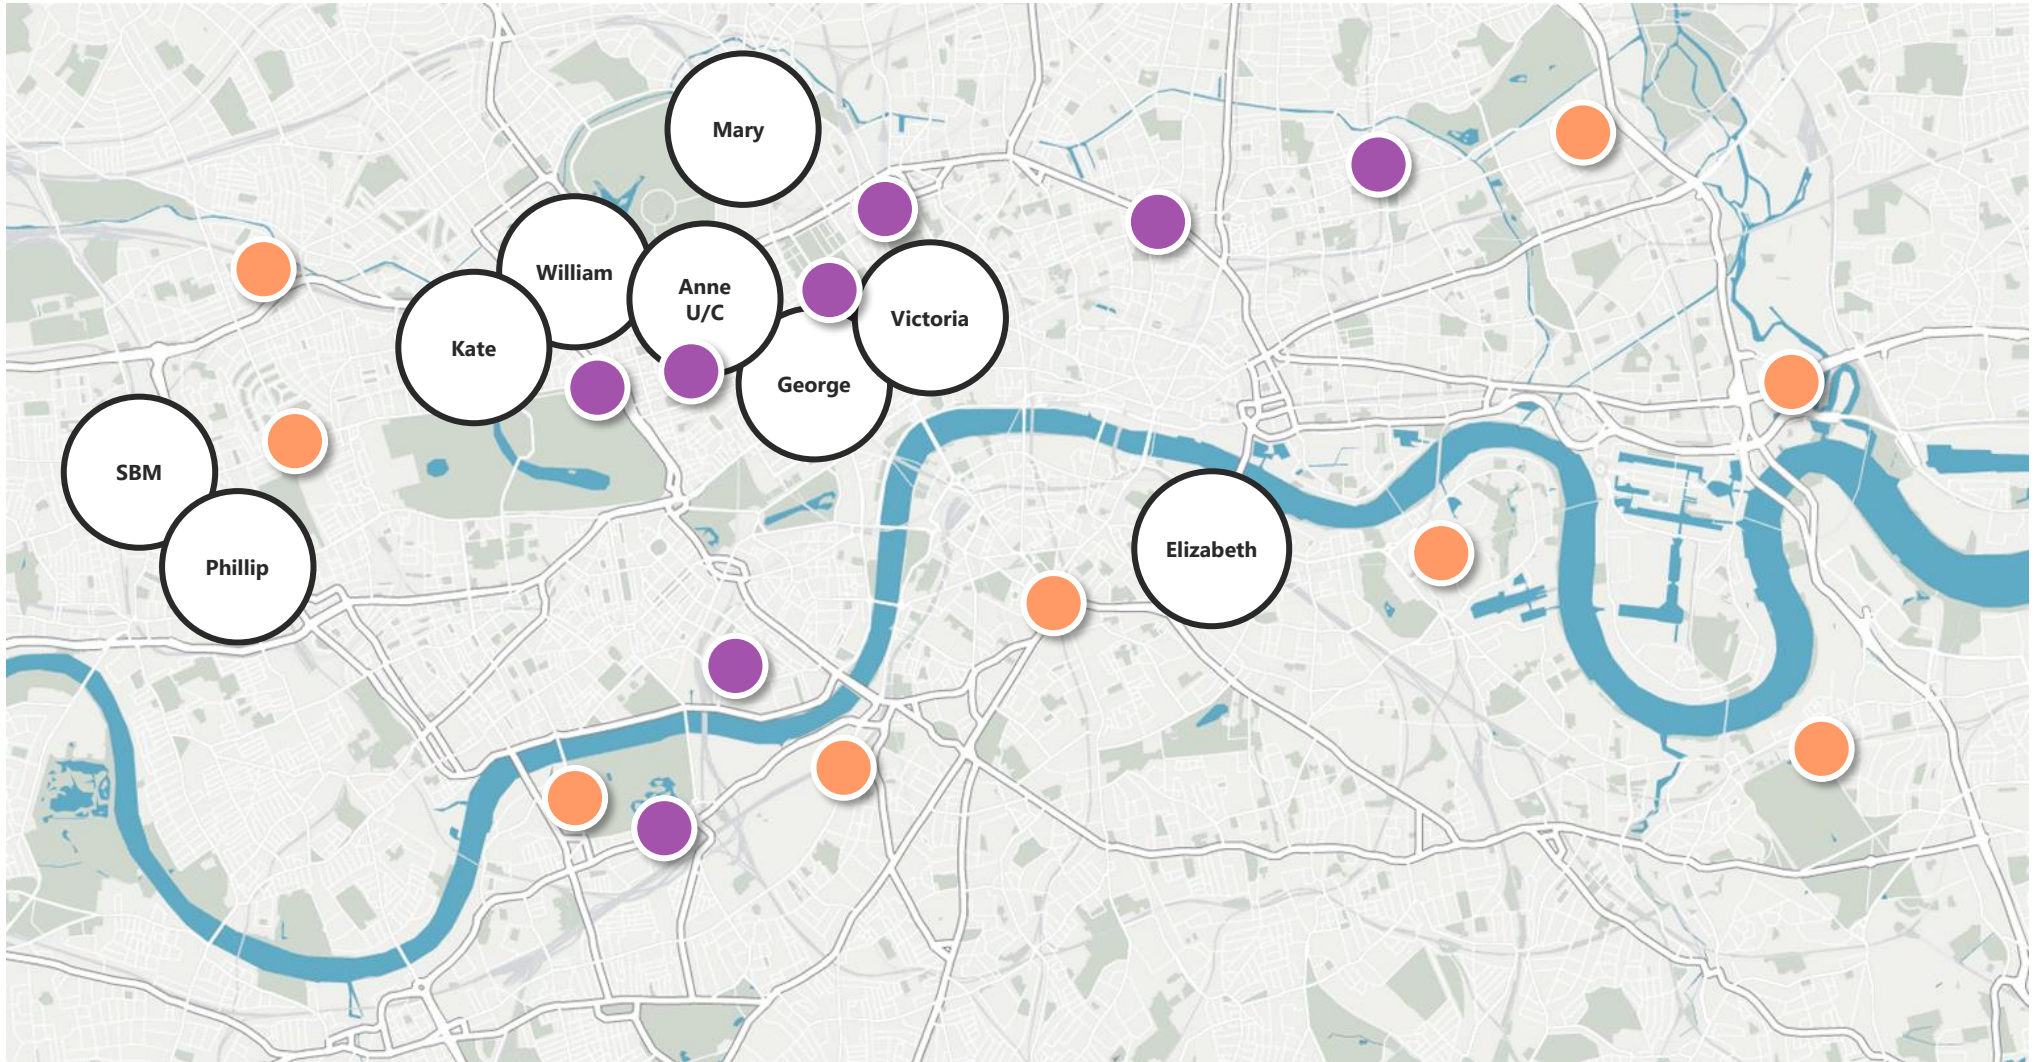 Mary
William
Anne
U/C
Victoria
Kate
George
SBM
Phillip
Elizabeth